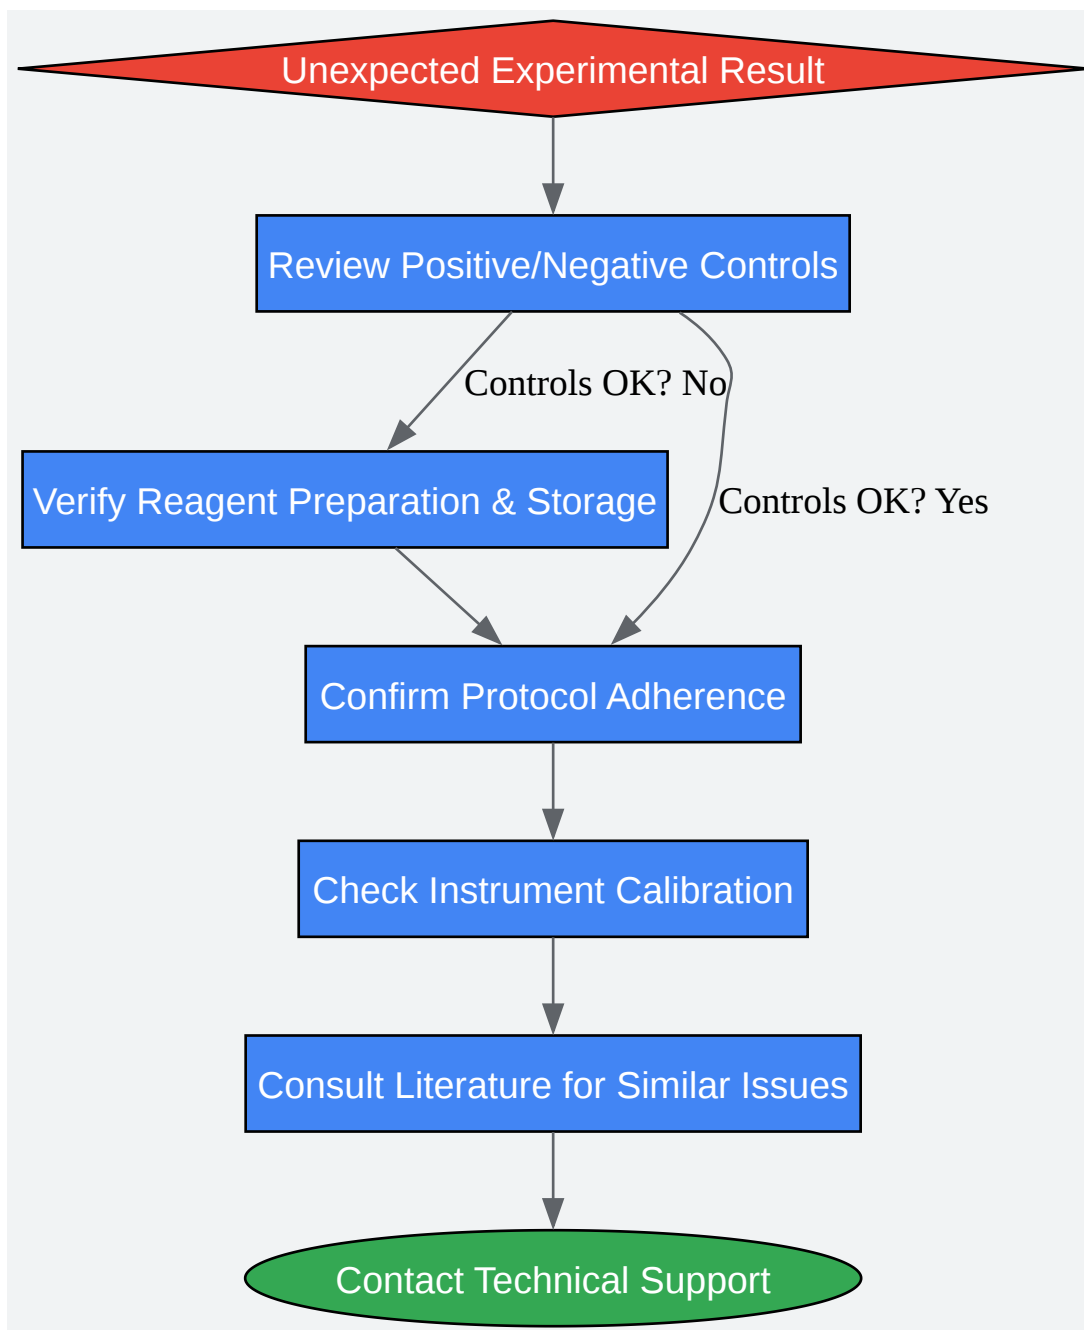 Unexpected Experimental Result
Review Positive/Negative Controls
Controls OK? No
Verify Reagent Preparation & Storage
Controls OK? Yes
Confirm Protocol Adherence
Check Instrument Calibration
Consult Literature for Similar Issues
Contact Technical Support